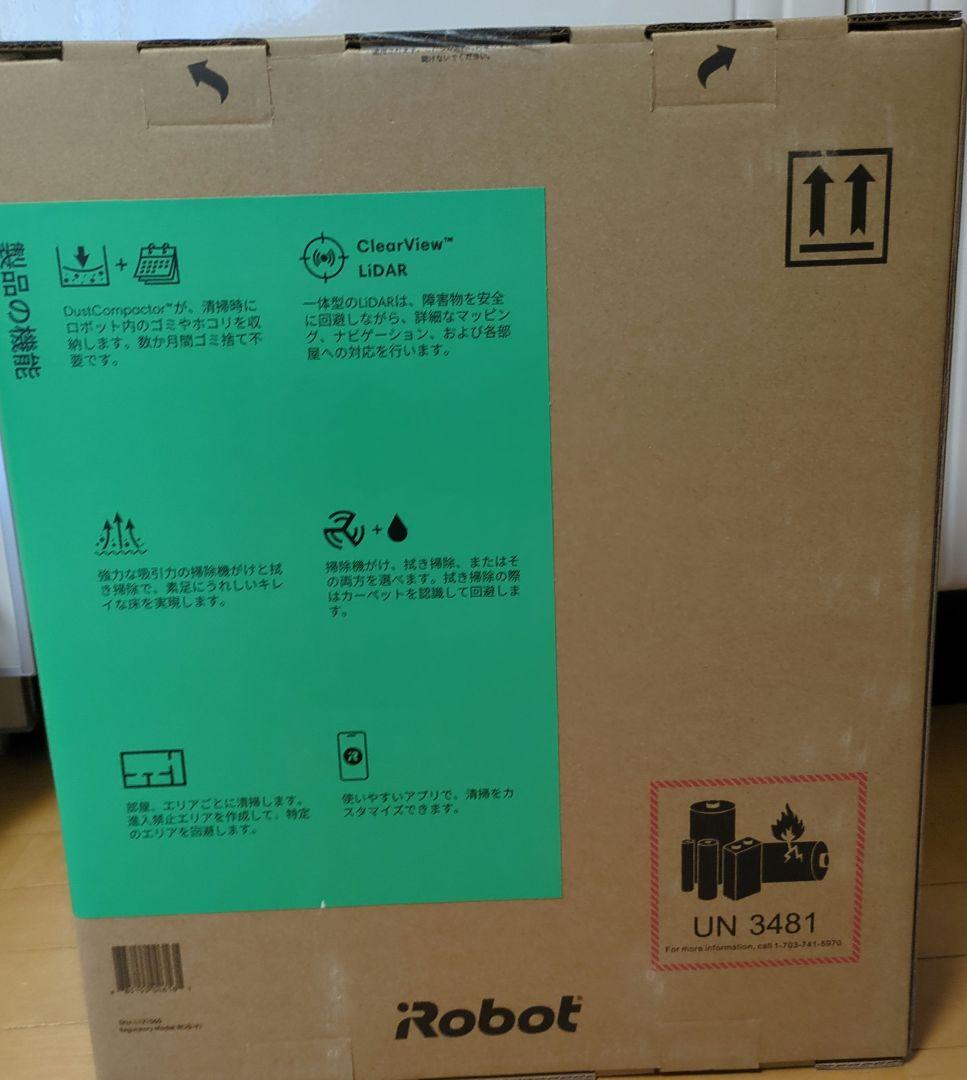 開けないでください。
製品の機能
DustCompactor™が、清掃時に
ロボット内のゴミやホコリを収
納します。数か月間ゴミ捨て不
要です。
ClearView™
LiDAR
一体型のLiDARは、障害物を安全
に回避しながら、詳細なマッピン
グ、ナビゲーション、および各部
屋への対応を行います。
強力な吸引力の掃除機がけと拭
き掃除で、素足にうれしいキレ
イな床を実現します。
掃除機がけ、拭き掃除、またはそ
の両方を選べます。拭き掃除の際
はカーペットを認識して回避しま
す。
部屋、エリアごとに清掃します。
進入禁止エリアを作成して、特定
のエリアを回避します。
使いやすいアプリで、清掃をカ
スタマイズできます。
UN 3481
For more information, call 1-703-741-5970
Regulatory Model
iRobot